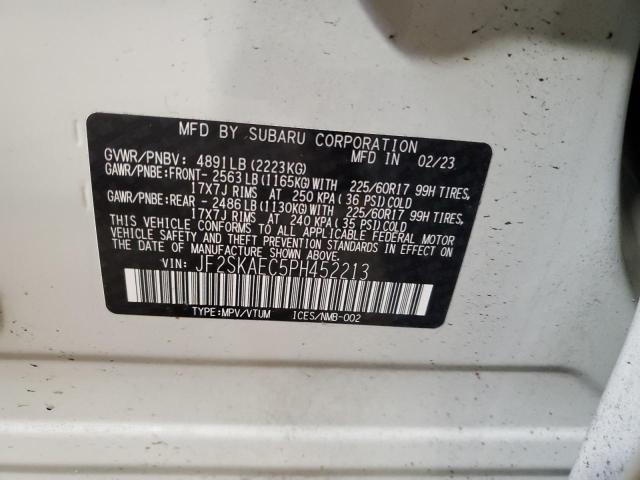 MFD BY SUBARU CORPORATION
GVWR/PNBV: 4891LB (2223KG) MFD IN 02/23
GAWR/PNBE:FRONT- 2563LB (1165KG) WITH 225/60R17 99H TIRES,
17X7J RIMS AT 250 KPA (36 PSI) COLD
GAWR/PNBE:REAR - 2486LB (1130KG) WITH 225/60R17 99H TIRES,
17X7J RIMS AT 240 KPA (35 PSI) COLD
THIS VEHICLE CONFORMS TO ALL APPLICABLE FEDERAL MOTOR
VEHICLE SAFETY AND THEFT PREVENTION STANDARDS IN EFFECT ON
THE DATE OF MANUFACTURE SHOWN ABOVE.
VIN: JF2SKAEC5PH452213
TYPE:MPV/VTUM ICES/NMB-002